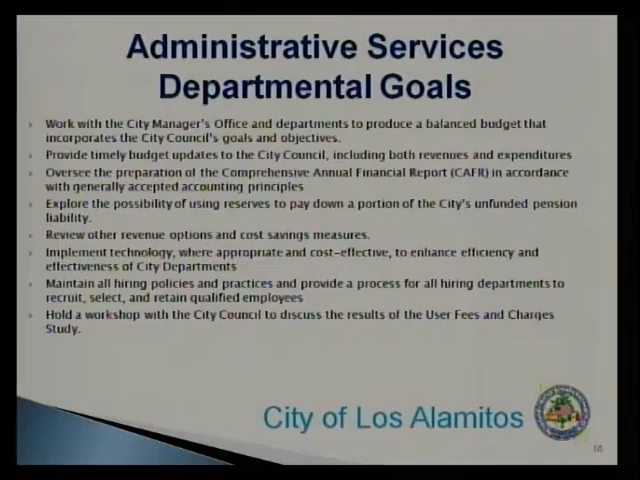 Administrative Services
Departmental Goals
Work with the City Manager's Office and departments to produce a balanced budget that
incorporates the City Council's goals and objectives.
Provide timely budget updates to the City Council, including both revenues and expenditures
Oversee the preparation of the Comprehensive Annual Financial Report (CAFR) in accordance
with generally accepted accounting principles
Explore the possibility of using reserves to pay down a portion of the City's unfunded pension
liability.
Review other revenue options and cost savings measures.
Implement technology, where appropriate and cost-effective, to enhance efficiency and
effectiveness of City Departments
Maintain all hiring policies and practices and provide a process for all hiring departments to
recruit, select, and retain qualified employees
Hold a workshop with the City Council to discuss the results of the User Fees and Charges
Study.
City of Los Alamitos